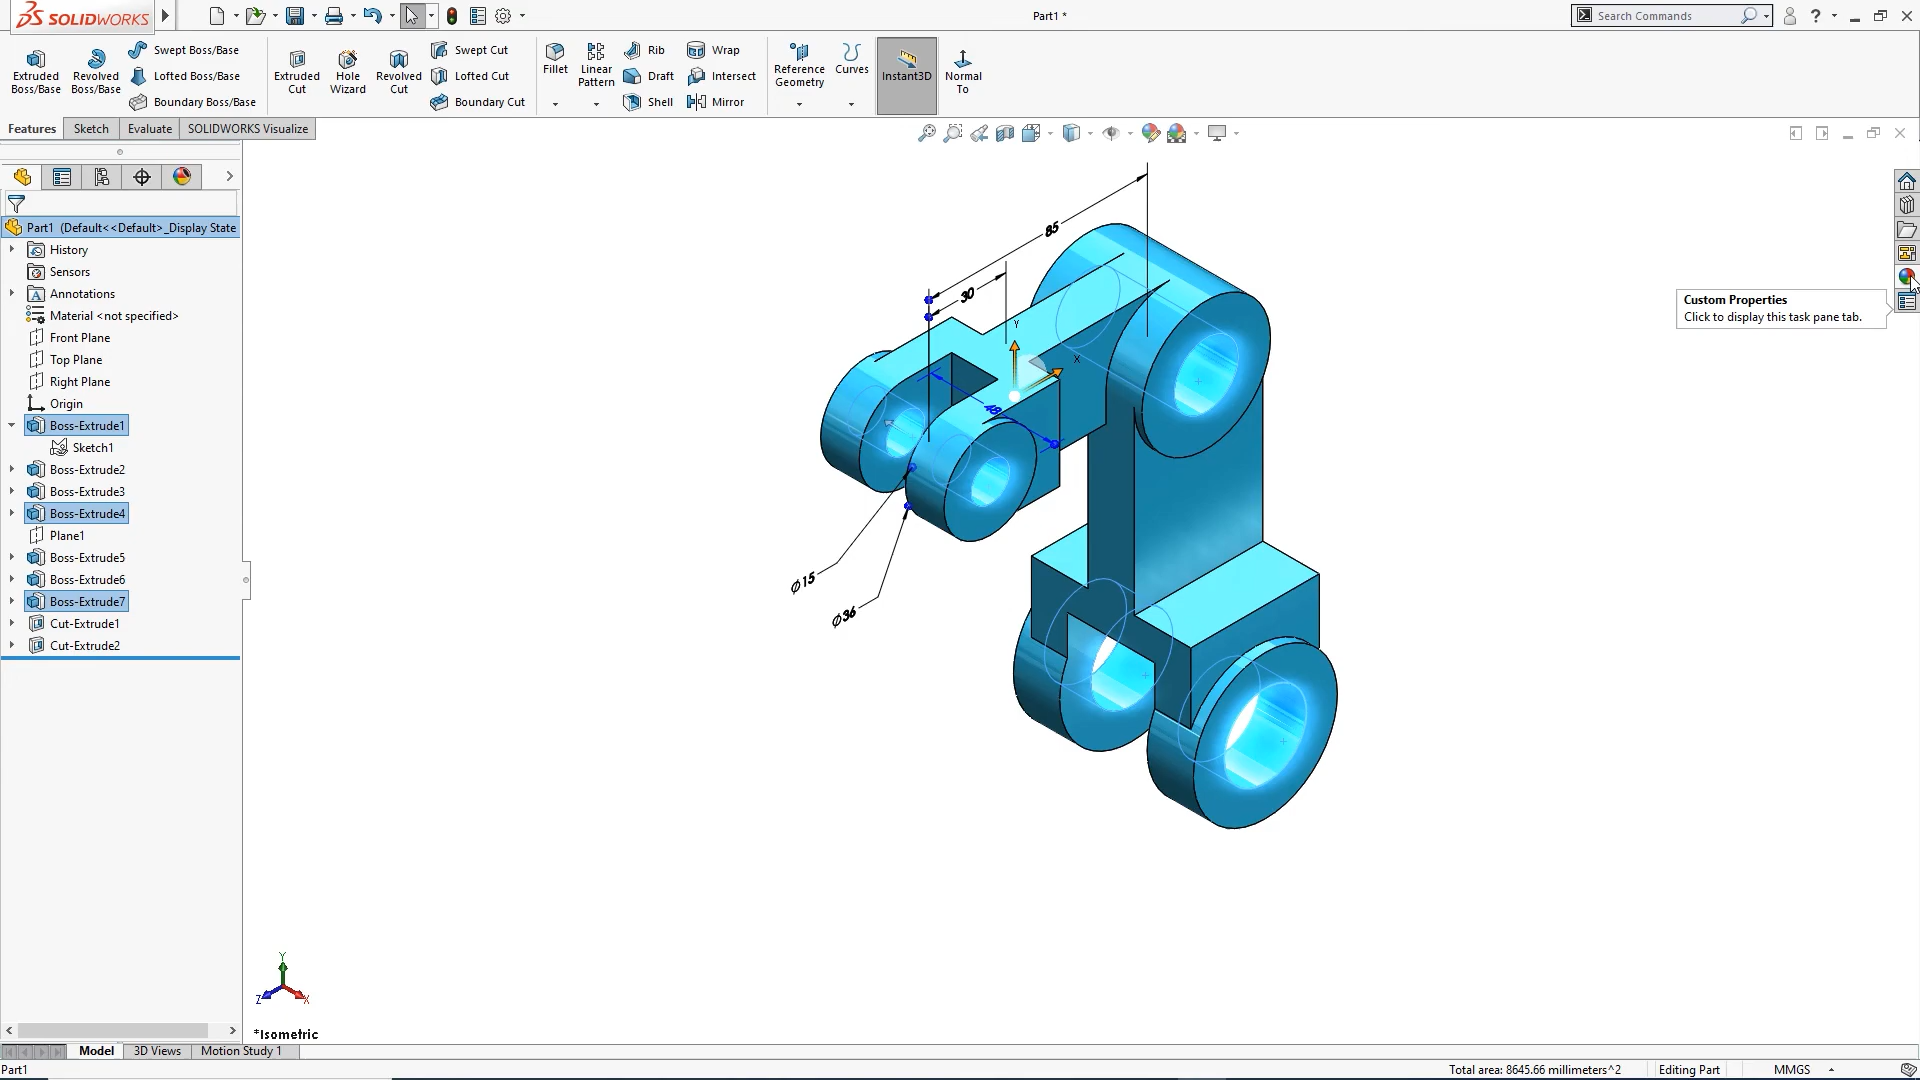 SOLIDWORKS
Part1 *
Search Commands
Extruded Boss/Base
Revolved Boss/Base
Swept Boss/Base
Lofted Boss/Base
Boundary Boss/Base
Extruded Cut
Hole Wizard
Revolved Cut
Swept Cut
Lofted Cut
Boundary Cut
Fillet
Linear Pattern
Rib
Draft
Shell
Wrap
Intersect
Mirror
Reference Geometry
Curves
Instant3D
Normal To
Features
Sketch
Evaluate
SOLIDWORKS Visualize
Part1 (Default<<Default>_Display State
History
Sensors
Annotations
Material <not specified>
Front Plane
Top Plane
Right Plane
Origin
Boss-Extrude1
Sketch1
Boss-Extrude2
Boss-Extrude3
Boss-Extrude4
Plane1
Boss-Extrude5
Boss-Extrude6
Boss-Extrude7
Cut-Extrude1
Cut-Extrude2
85
30
Y
X
48
Ø15
Ø36
Custom Properties
Click to display this task pane tab.
Y
Z
X
*Isometric
Model
3D Views
Motion Study 1
Part1
Total area: 8645.66 millimeters^2
Editing Part
MMGS